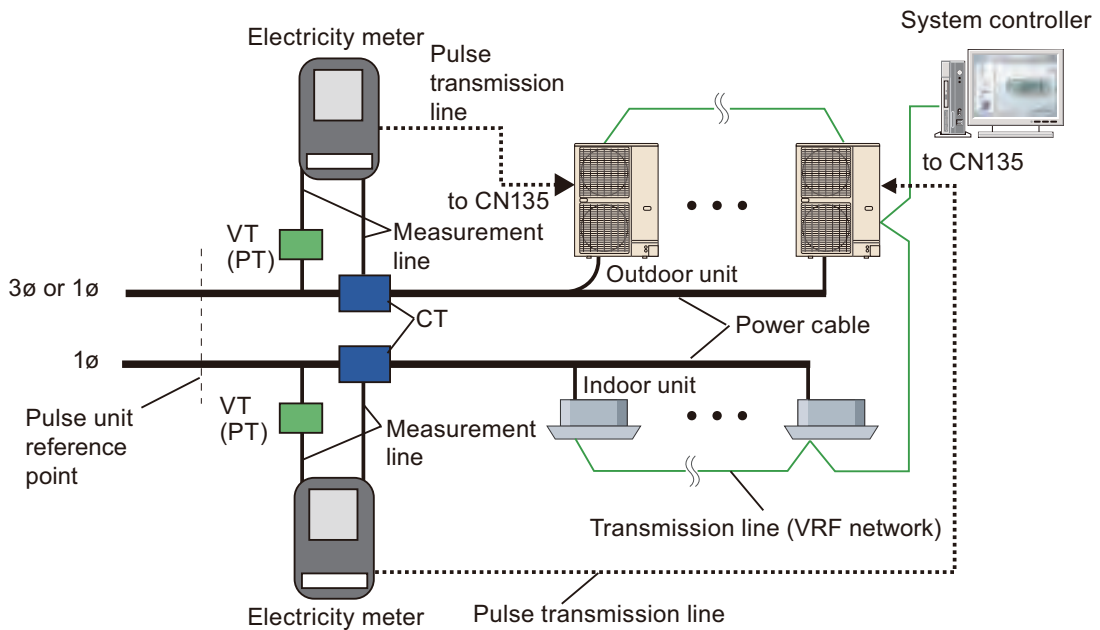 System controller
Electricity meter
Pulse
transmission
line
to CN135
to CN135
VT
(PT)
Measurement
line
Outdoor unit
3ø or 1ø
CT
Power cable
1ø
Indoor unit
Pulse unit
reference
point
VT
(PT)
Measurement
line
Transmission line (VRF network)
Electricity meter
Pulse transmission line